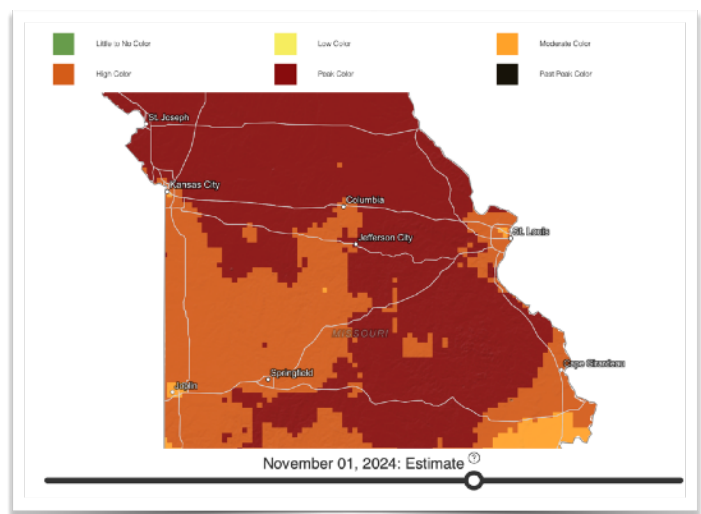 Little to No Color
Low Color
Moderate Color
High Color
Peak Color
Past Peak Color
St. Joseph
Kansas City
Columbia
Jefferson City
St. Louis
MISSOURI
Springfield
Cape Girardeau
Joplin
November 01, 2024: Estimate ?